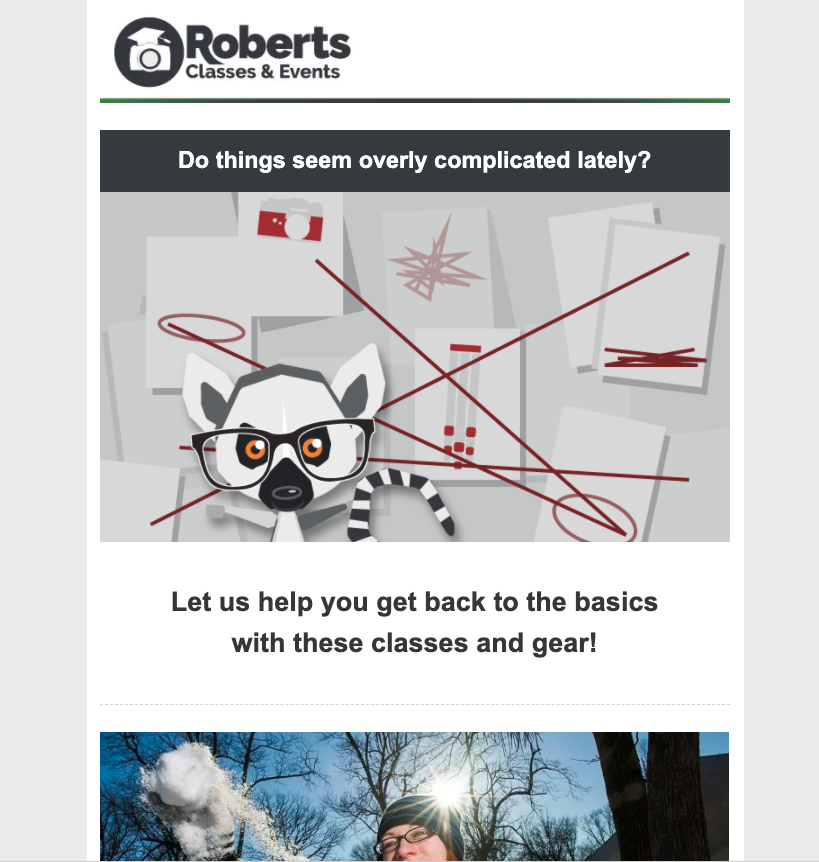 Roberts
Classes & Events
Do things seem overly complicated lately?
Let us help you get back to the basics
with these classes and gear!